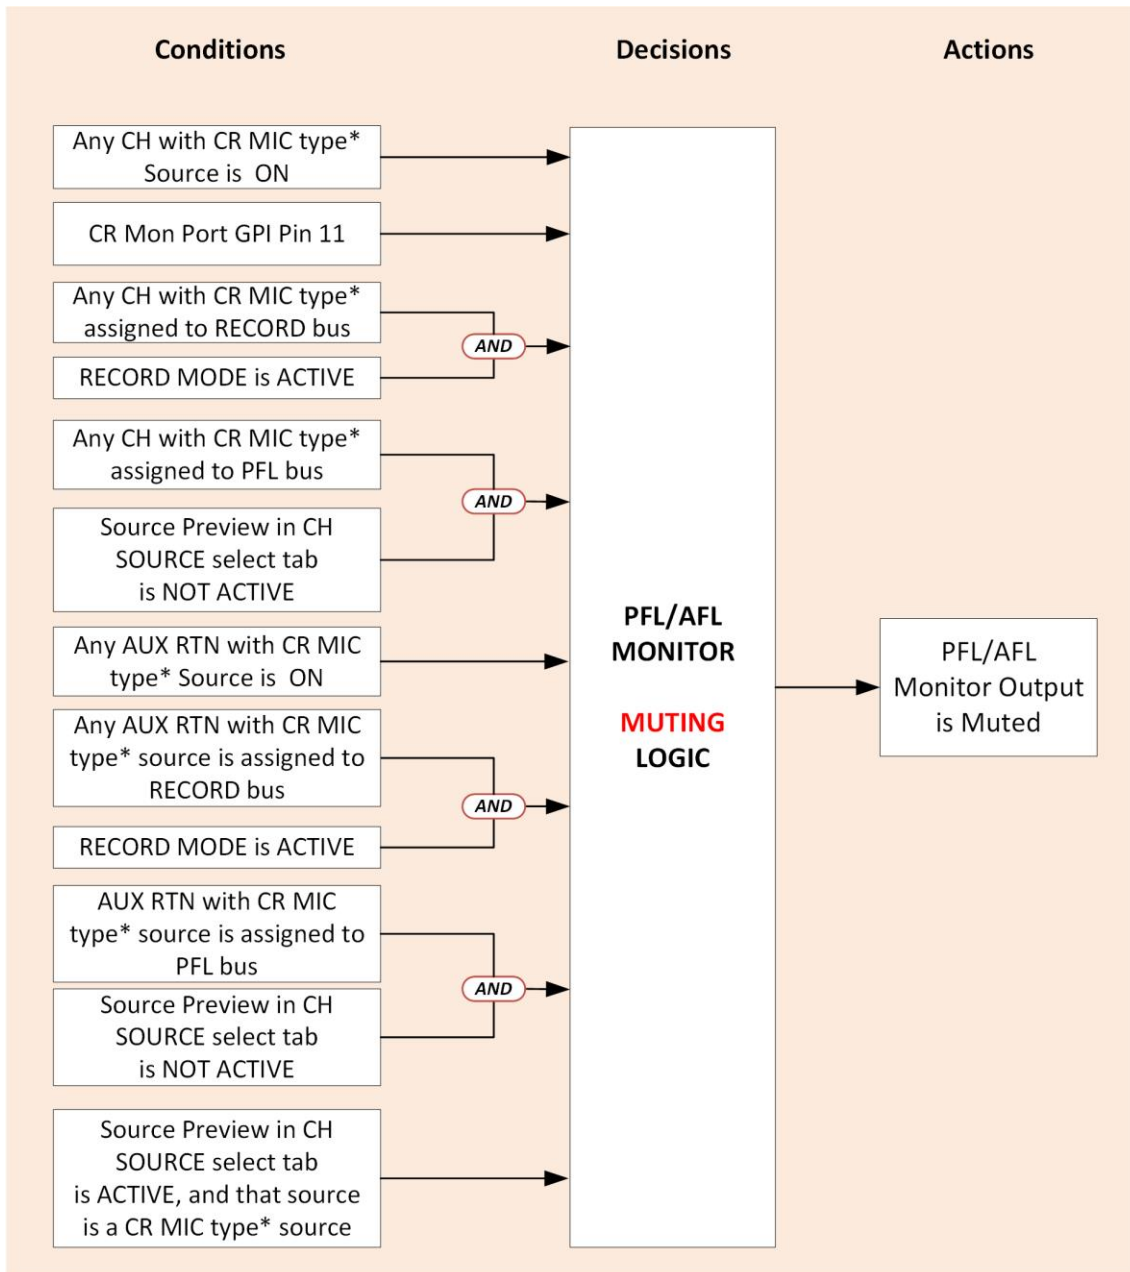 Conditions
Decisions
Actions
Any CH with CR MIC type*
Source is ON
CR Mon Port GPI Pin 11
Any CH with CR MIC type*
assigned to RECORD bus
AND
RECORD MODE is ACTIVE
Any CH with CR MIC type*
assigned to PFL bus
AND
Source Preview in CH
SOURCE select tab
is NOT ACTIVE
Any AUX RTN with CR MIC
type* Source is ON
Any AUX RTN with CR MIC
type* source is assigned to
RECORD bus
AND
RECORD MODE is ACTIVE
AUX RTN with CR MIC
type* source is assigned to
PFL bus
AND
Source Preview in CH
SOURCE select tab
is NOT ACTIVE
Source Preview in CH
SOURCE select tab
is ACTIVE, and that source
is a CR MIC type* source
PFL/AFL
MONITOR
MUTING
LOGIC
PFL/AFL
Monitor Output
is Muted